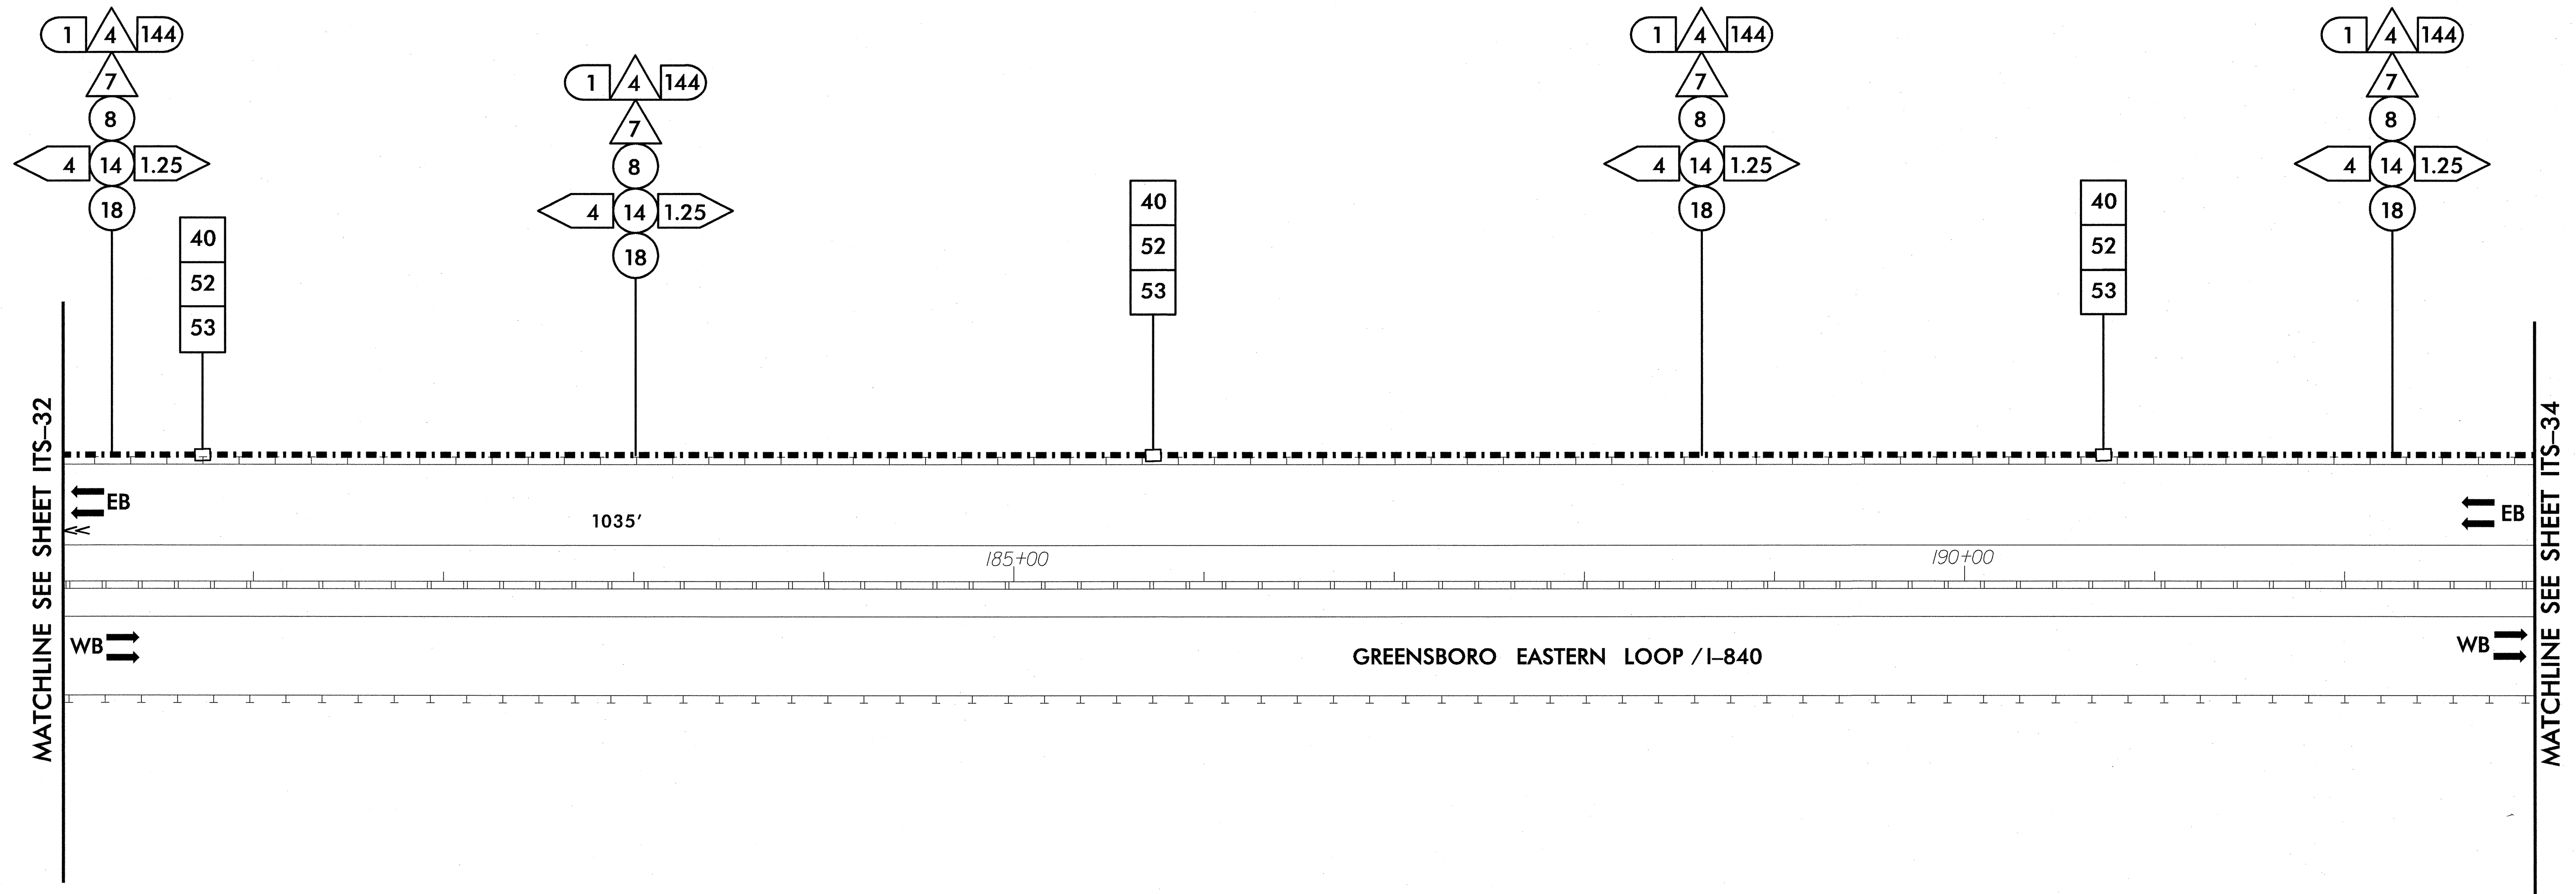 1 4 144
7
8
4 14 1.25
18
40
52
53
1 4 144
7
8
4 14 1.25
18
40
52
53
1 4 144
7
8
4 14 1.25
18
40
52
53
1 4 144
7
8
4 14 1.25
18
MATCHLINE SEE SHEET ITS–32
MATCHLINE SEE SHEET ITS–34
EB
EB
1035'
185+00
190+00
WB
WB
GREENSBORO EASTERN LOOP / I–840